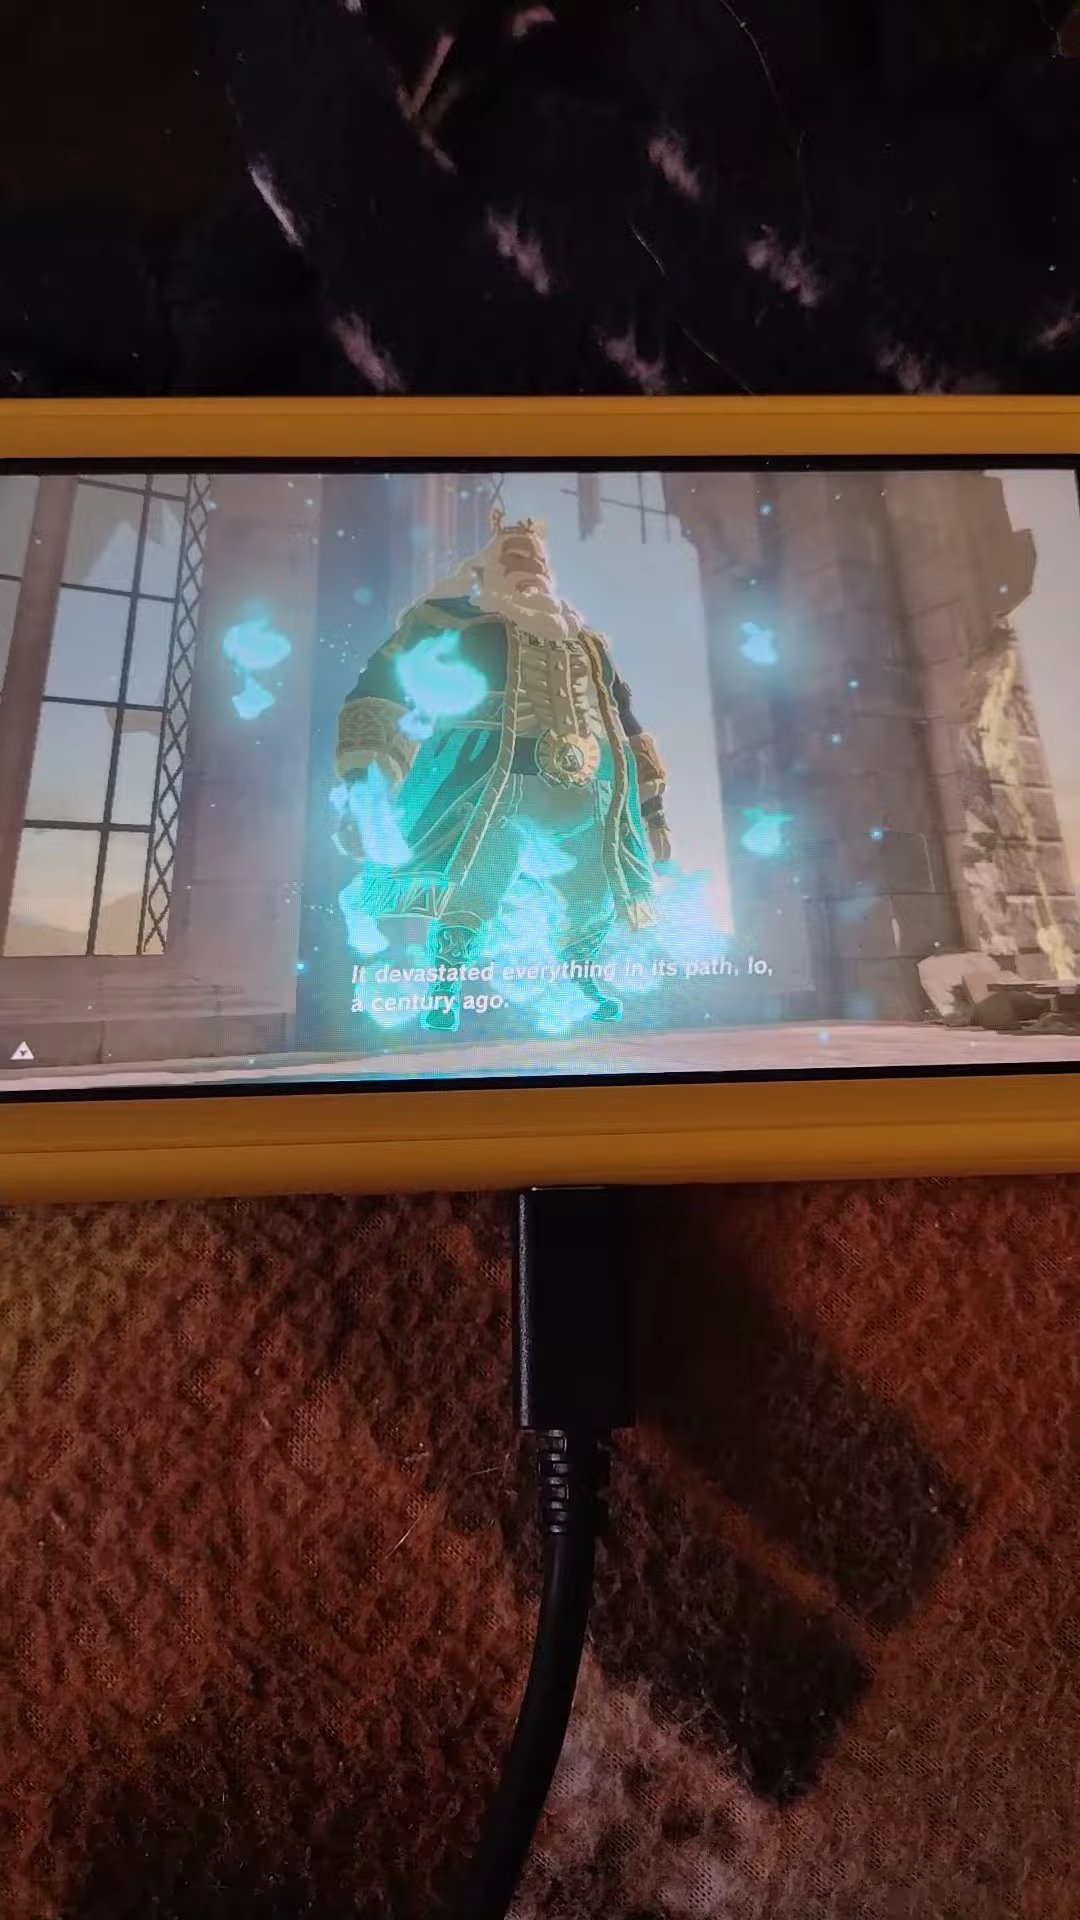 It devastated everything in its path, lo,
a century ago.